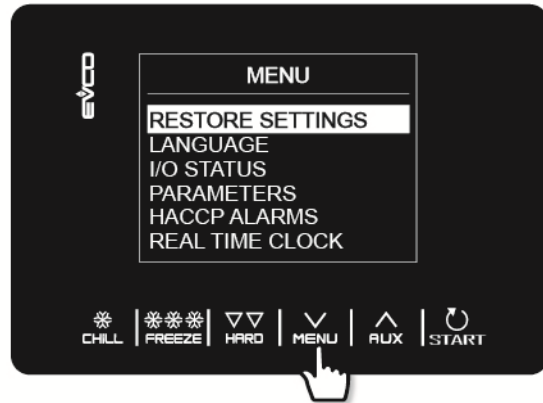 evco
MENU
RESTORE SETTINGS
LANGUAGE
I/O STATUS
PARAMETERS
HACCP ALARMS
REAL TIME CLOCK
CHILL FREEZE HARD MENU AUX START